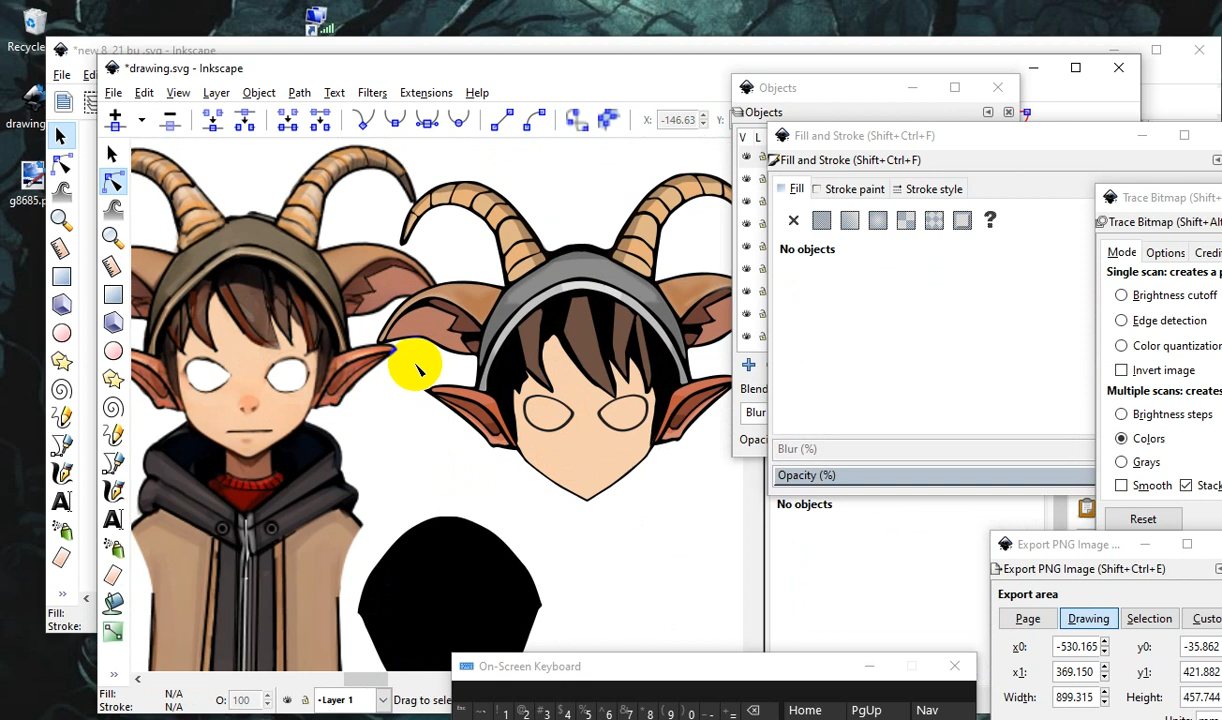 Recycle
*new 8_21 bu .svg - Inkscape
File
*drawing.svg - Inkscape
File Edit View Layer Object Path Text Filters Extensions Help
X: -146.63 Y:
drawing
g8685.p
Objects
Objects
V L
Blend
Blur
Opaci
Fill and Stroke (Shift+Ctrl+F)
Fill and Stroke (Shift+Ctrl+F)
Fill Stroke paint Stroke style
No objects
Blur (%)
Opacity (%)
No objects
Trace Bitmap (Shift+
Trace Bitmap (Shift+Al
Mode Options Credi
Single scan: creates a p
Brightness cutoff
Edge detection
Color quantization
Invert image
Multiple scans: creates
Brightness steps
Colors
Grays
Smooth Stack
Reset
Export PNG Image ...
Export PNG Image (Shift+Ctrl+E)
Export area
Page Drawing Selection Custo
x0: -530.165 y0: -35.862
x1: 369.150 y1: 421.882
Width: 899.315 Height: 457.744
Fill:
Stroke:
Fill: N/A
Stroke: N/A
O: 100
Layer 1
Drag to sele
On-Screen Keyboard
Home PgUp Nav